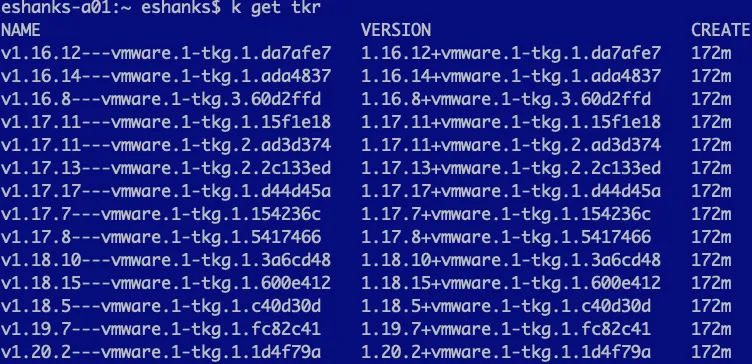 eshanks-a01:~ eshanks$ k get tkr
NAME VERSION CREATE
v1.16.12---vmware.1-tkg.1.da7afe7 1.16.12+vmware.1-tkg.1.da7afe7 172m
v1.16.14---vmware.1-tkg.1.ada4837 1.16.14+vmware.1-tkg.1.ada4837 172m
v1.16.8---vmware.1-tkg.3.60d2ffd 1.16.8+vmware.1-tkg.3.60d2ffd 172m
v1.17.11---vmware.1-tkg.1.15f1e18 1.17.11+vmware.1-tkg.1.15f1e18 172m
v1.17.11---vmware.1-tkg.2.ad3d374 1.17.11+vmware.1-tkg.2.ad3d374 172m
v1.17.13---vmware.1-tkg.2.2c133ed 1.17.13+vmware.1-tkg.2.2c133ed 172m
v1.17.17---vmware.1-tkg.1.d44d45a 1.17.17+vmware.1-tkg.1.d44d45a 172m
v1.17.7---vmware.1-tkg.1.154236c 1.17.7+vmware.1-tkg.1.154236c 172m
v1.17.8---vmware.1-tkg.1.5417466 1.17.8+vmware.1-tkg.1.5417466 172m
v1.18.10---vmware.1-tkg.1.3a6cd48 1.18.10+vmware.1-tkg.1.3a6cd48 172m
v1.18.15---vmware.1-tkg.1.600e412 1.18.15+vmware.1-tkg.1.600e412 172m
v1.18.5---vmware.1-tkg.1.c40d30d 1.18.5+vmware.1-tkg.1.c40d30d 172m
v1.19.7---vmware.1-tkg.1.fc82c41 1.19.7+vmware.1-tkg.1.fc82c41 172m
v1.20.2---vmware.1-tkg.1.1d4f79a 1.20.2+vmware.1-tkg.1.1d4f79a 172m